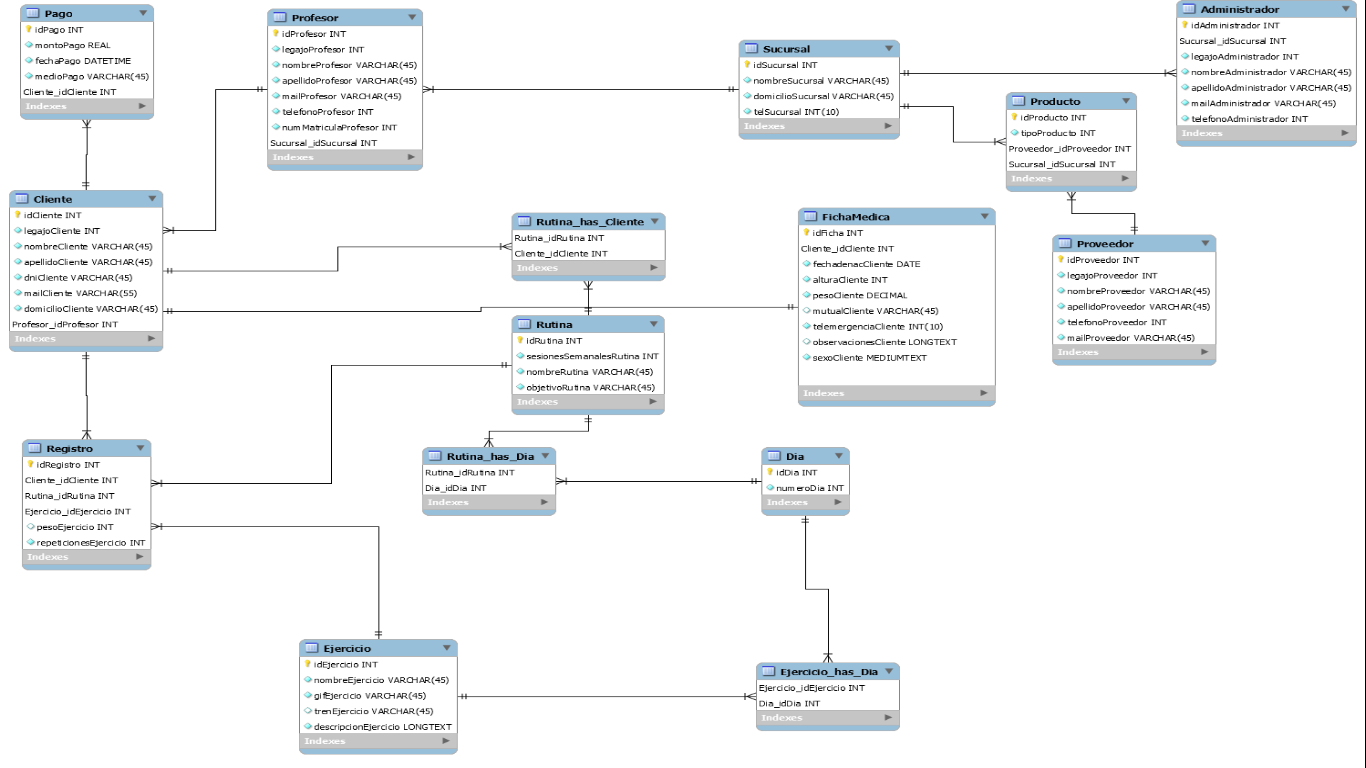 Pago
idPago INT
montoPago REAL
fechaPago DATETIME
medioPago VARCHAR(45)
Cliente_idCliente INT
Indexes
Profesor
idProfesor INT
legajoProfesor INT
nombreProfesor VARCHAR(45)
apellidoProfesor VARCHAR(45)
mailProfesor VARCHAR(45)
telefonoProfesor INT
numMatriculaProfesor INT
Sucursal_idSucursal INT
Indexes
Sucursal
idSucursal INT
nombreSucursal VARCHAR(45)
domicilioSucursal VARCHAR(45)
telSucursal INT(10)
Indexes
Administrador
idAdministrador INT
Sucursal_idSucursal INT
legajoAdministrador INT
nombreAdministrador VARCHAR(45)
apellidoAdministrador VARCHAR(45)
mailAdministrador VARCHAR(45)
telefonoAdministrador INT
Indexes
Producto
idProducto INT
tipoProducto INT
Proveedor_idProveedor INT
Sucursal_idSucursal INT
Indexes
Cliente
idCliente INT
legajoCliente INT
nombreCliente VARCHAR(45)
apellidoCliente VARCHAR(45)
dniCliente VARCHAR(45)
mailCliente VARCHAR(55)
domicilioCliente VARCHAR(45)
Profesor_idProfesor INT
Indexes
Rutina_has_Cliente
Rutina_idRutina INT
Cliente_idCliente INT
Indexes
FichaMedica
idFicha INT
Cliente_idCliente INT
fechadenacCliente DATE
alturaCliente INT
pesoCliente DECIMAL
mutualCliente VARCHAR(45)
telemergenciaCliente INT(10)
observacionesCliente LONGTEXT
sexoCliente MEDIUMTEXT
Indexes
Proveedor
idProveedor INT
legajoProveedor INT
nombreProveedor VARCHAR(45)
apellidoProveedor VARCHAR(45)
telefonoProveedor INT
mailProveedor VARCHAR(45)
Indexes
Rutina
idRutina INT
sesionesSemanalesRutina INT
nombreRutina VARCHAR(45)
objetivoRutina VARCHAR(45)
Indexes
Registro
idRegistro INT
Cliente_idCliente INT
Rutina_idRutina INT
Ejercicio_idEjercicio INT
pesoEjercicio INT
repeticionesEjercicio INT
Indexes
Rutina_has_Dia
Rutina_idRutina INT
Dia_idDia INT
Indexes
Dia
idDia INT
numeroDia INT
Indexes
Ejercicio
idEjercicio INT
nombreEjercicio VARCHAR(45)
gifEjercicio VARCHAR(45)
trenEjercicio VARCHAR(45)
descripcionEjercicio LONGTEXT
Indexes
Ejercicio_has_Dia
Ejercicio_idEjercicio INT
Dia_idDia INT
Indexes